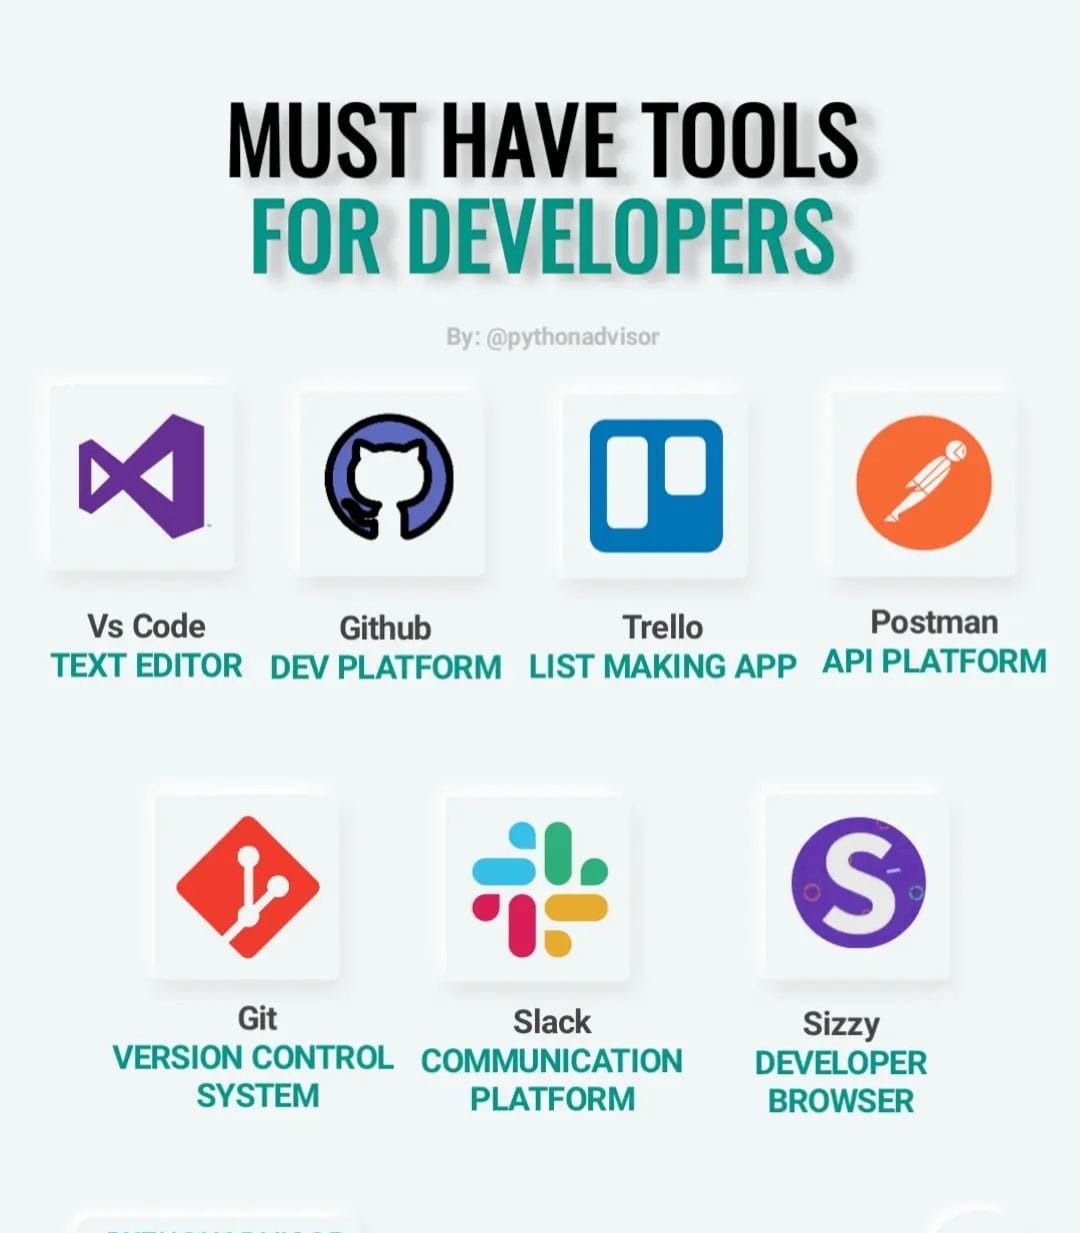 MUST HAVE TOOLS
FOR DEVELOPERS
By: @pythonadvisor
Vs Code
TEXT EDITOR
Github
DEV PLATFORM
Trello
LIST MAKING APP
Postman
API PLATFORM
Git
VERSION CONTROL
SYSTEM
Slack
COMMUNICATION
PLATFORM
Sizzy
DEVELOPER
BROWSER